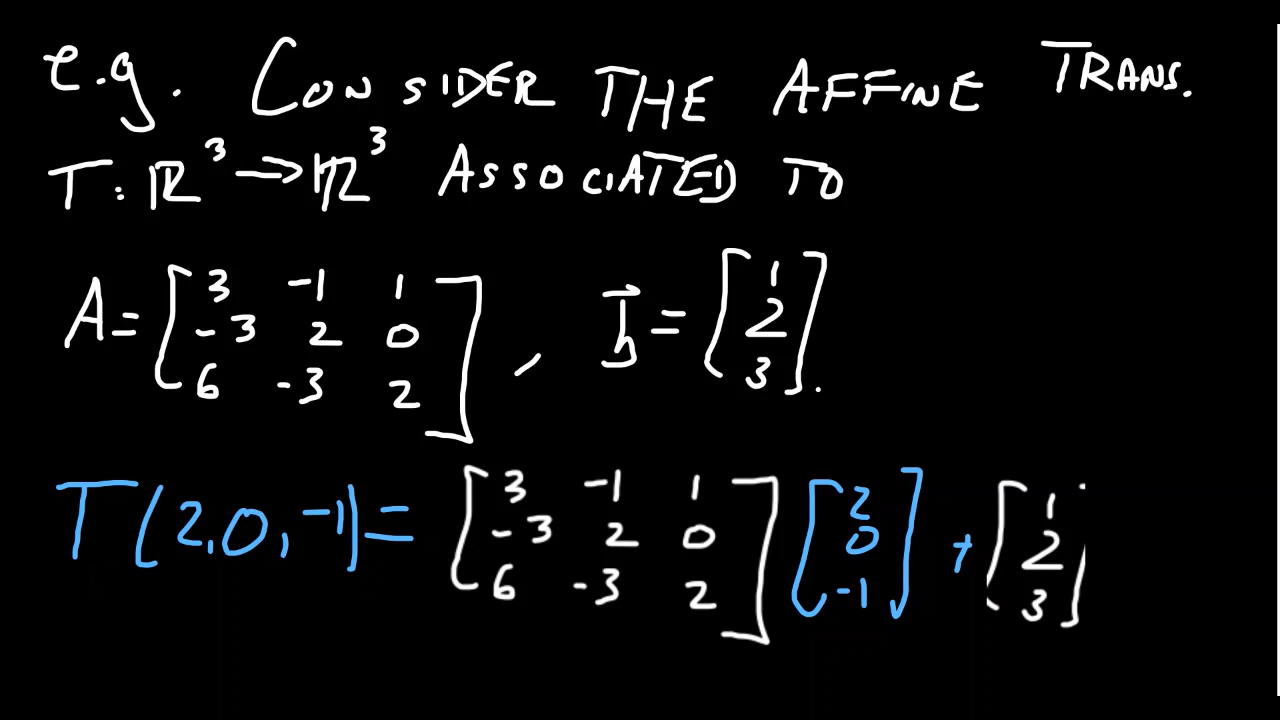 e.g. CONSIDER THE AFFINE TRANS.
T: ℝ³ → ℝ³ ASSOCIATED TO
A = [3 -1 1; -3 2 0; 6 -3 2], b⃗ = [1; 2; 3].
T(2,0,-1) = [3 -1 1; -3 2 0; 6 -3 2] [2; 0; -1] + [1; 2; 3]